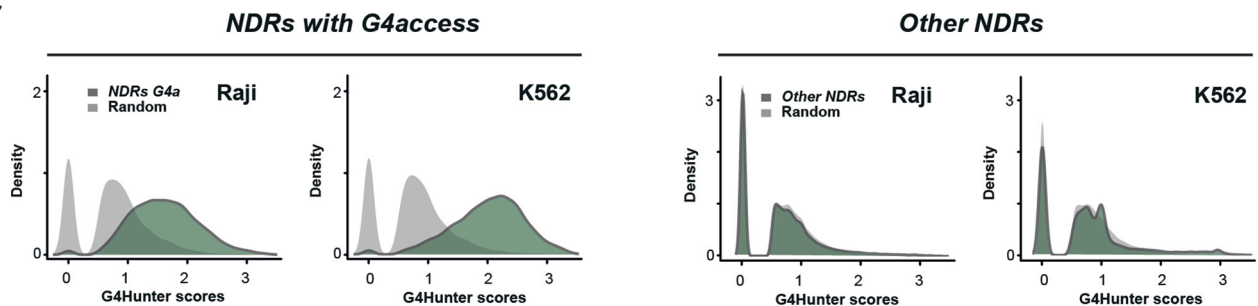 NDRs with G4access
Other NDRs
2
NDRs G4a
Random
Raji
0
Density
0 1 2 3
G4Hunter scores
2
K562
0
Density
0 1 2 3
G4Hunter scores
3
Other NDRs
Random
Raji
0
Density
0 1 2 3
G4Hunter scores
3
K562
0
Density
0 1 2 3
G4Hunter scores